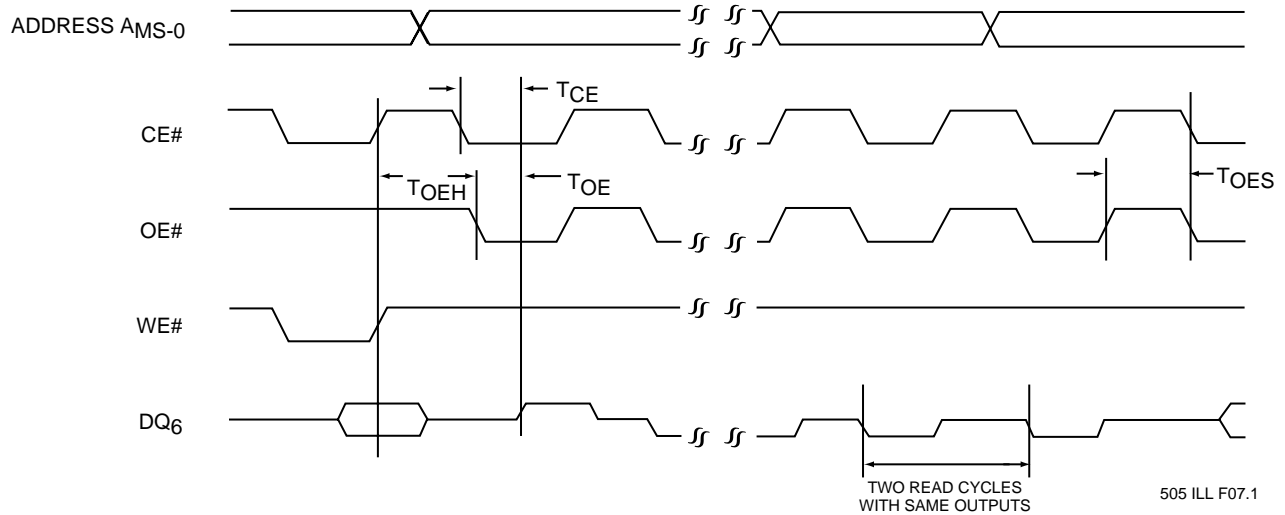 ADDRESS AMS-0
TCE
CE#
TOEH
TOE
TOES
OE#
WE#
DQ6
TWO READ CYCLES
WITH SAME OUTPUTS
505 ILL F07.1